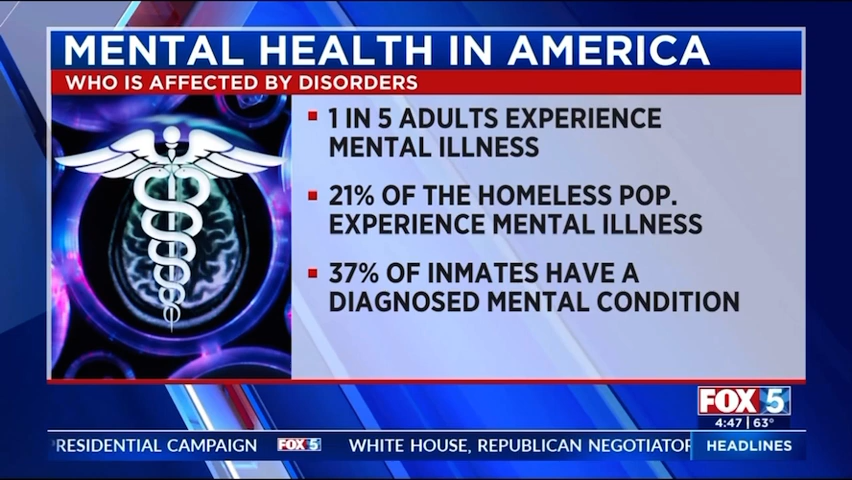 MENTAL HEALTH IN AMERICA
WHO IS AFFECTED BY DISORDERS
▪ 1 IN 5 ADULTS EXPERIENCE
MENTAL ILLNESS
▪ 21% OF THE HOMELESS POP.
EXPERIENCE MENTAL ILLNESS
▪ 37% OF INMATES HAVE A
DIAGNOSED MENTAL CONDITION
FOX 5
4:47 | 63°
RESIDENTIAL CAMPAIGN FOX 5 WHITE HOUSE, REPUBLICAN NEGOTIATOR
HEADLINES